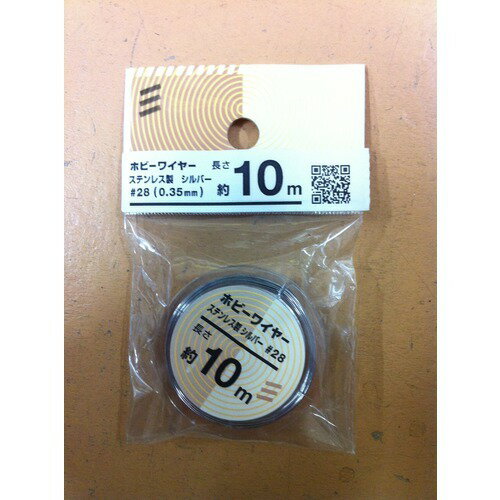 ホビーワイヤー 長さ
ステンレス製 シルバー
#28(0.35mm) 約10m
ホビーワイヤー
ステンレス製 シルバー #28
長さ
約10m